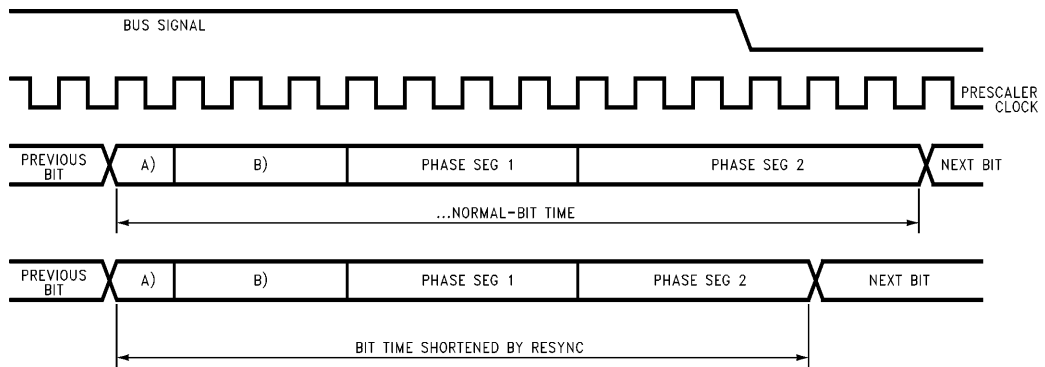 BUS SIGNAL
PRESCALER
CLOCK
PREVIOUS
BIT
A)
B)
PHASE SEG 1
PHASE SEG 2
NEXT BIT
...NORMAL-BIT TIME
PREVIOUS
BIT
A)
B)
PHASE SEG 1
PHASE SEG 2
NEXT BIT
BIT TIME SHORTENED BY RESYNC